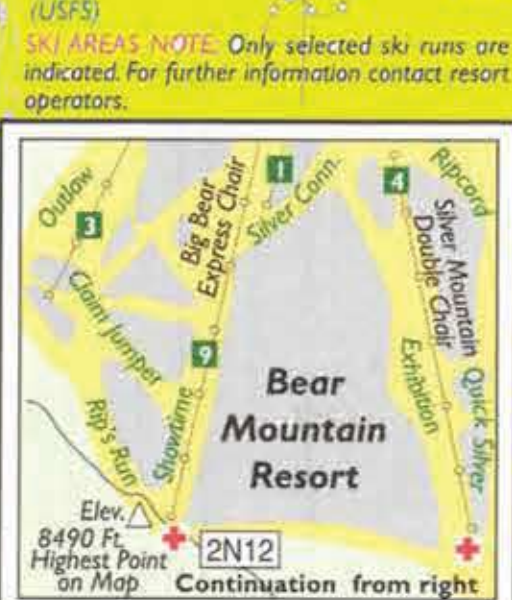 (USFS)
SKI AREAS NOTE: Only selected ski runs are
indicated. For further information contact resort
operators.
Outlaw
3
Big Bear
Express Chair
1
Silver Conn.
4
Ripcord
Silver Mountain
Double Chair
Claim Jumper
9
Showtime
Rip's Run
Exhibition
Quick Silver
Bear
Mountain
Resort
Elev.
8490 Ft.
Highest Point
on Map
2N12
Continuation from right